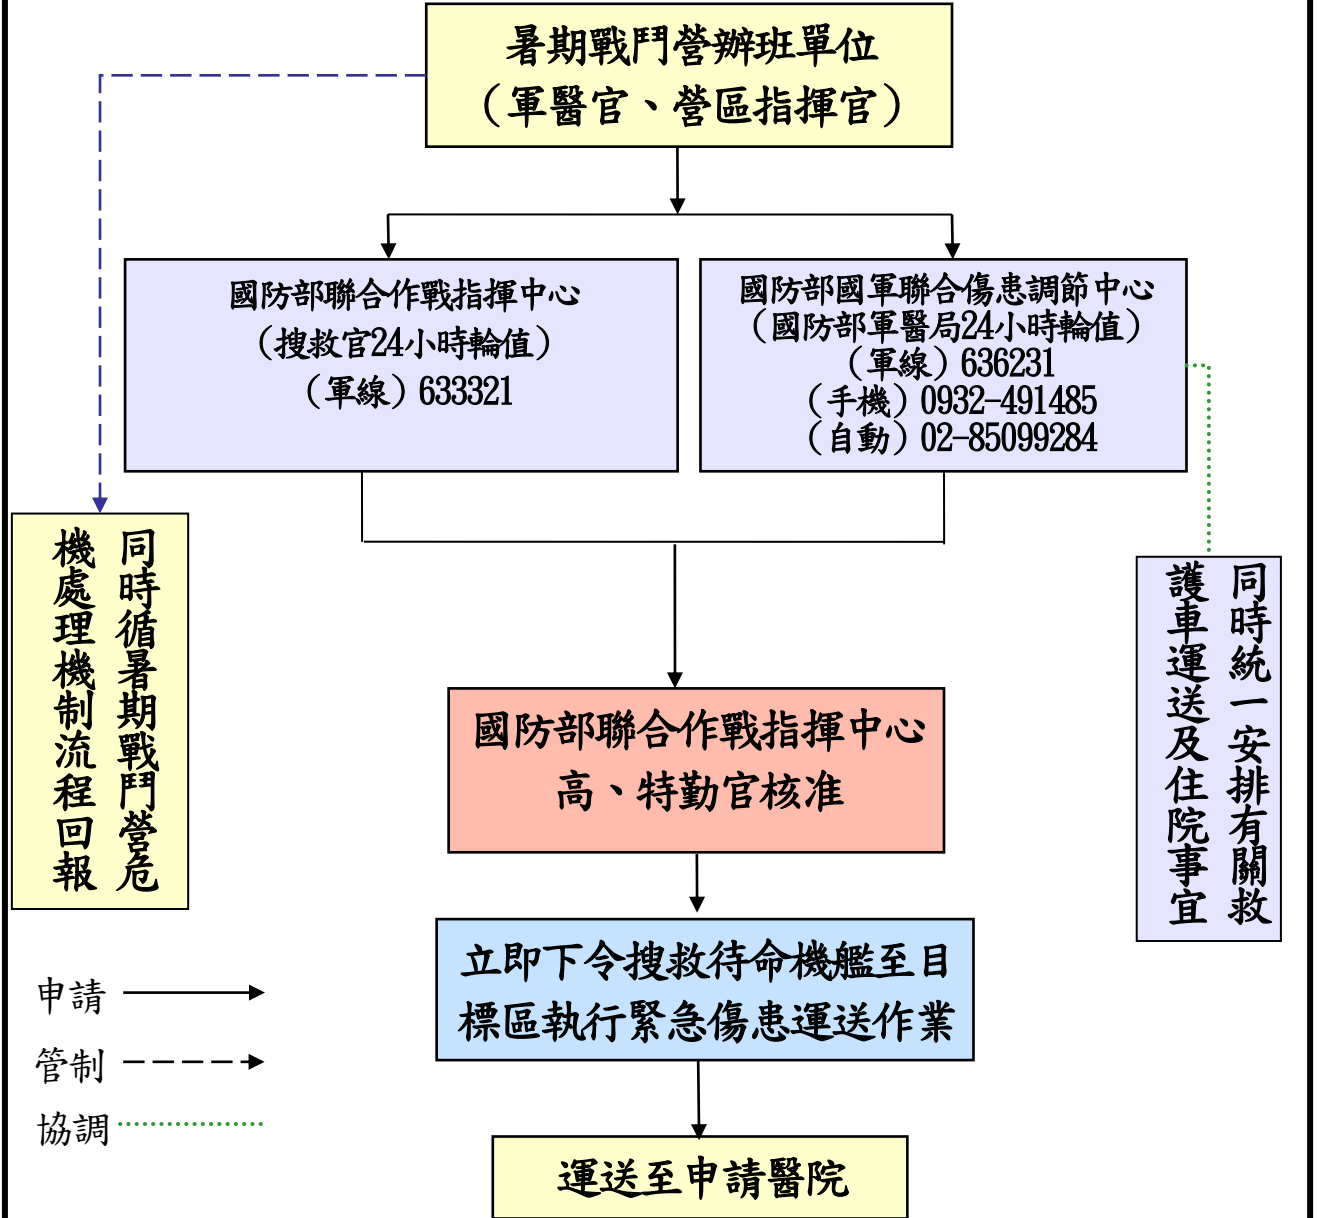 暑期戰鬥營辦班單位
（軍醫官、營區指揮官）
國防部聯合作戰指揮中心
（搜救官24小時輪值）
（軍線）633321
國防部國軍聯合傷患調節中心
（國防部軍醫局24小時輪值）
（軍線）636231
（手機）0932-491485
（自動）02-85099284
同時循暑期戰鬥營危
機處理機制流程回報
同時統一安排有關救
護車運送及住院事宜
國防部聯合作戰指揮中心
高、特勤官核准
立即下令搜救待命機艦至目
標區執行緊急傷患運送作業
運送至申請醫院
申請
管制
協調